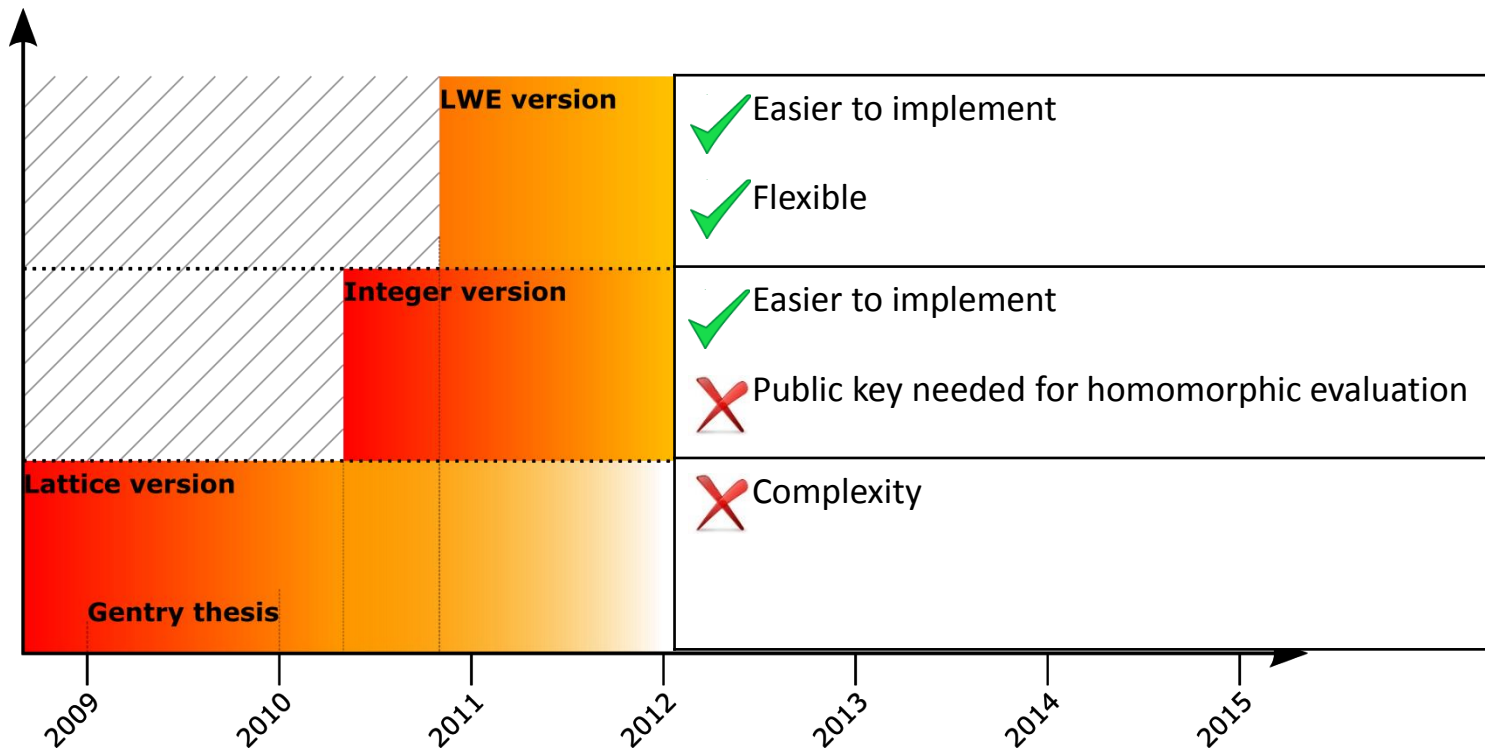 LWE version
Easier to implement
Flexible
Integer version
Easier to implement
Public key needed for homomorphic evaluation
Lattice version
Complexity
Gentry thesis
2009
2010
2011
2012
2013
2014
2015